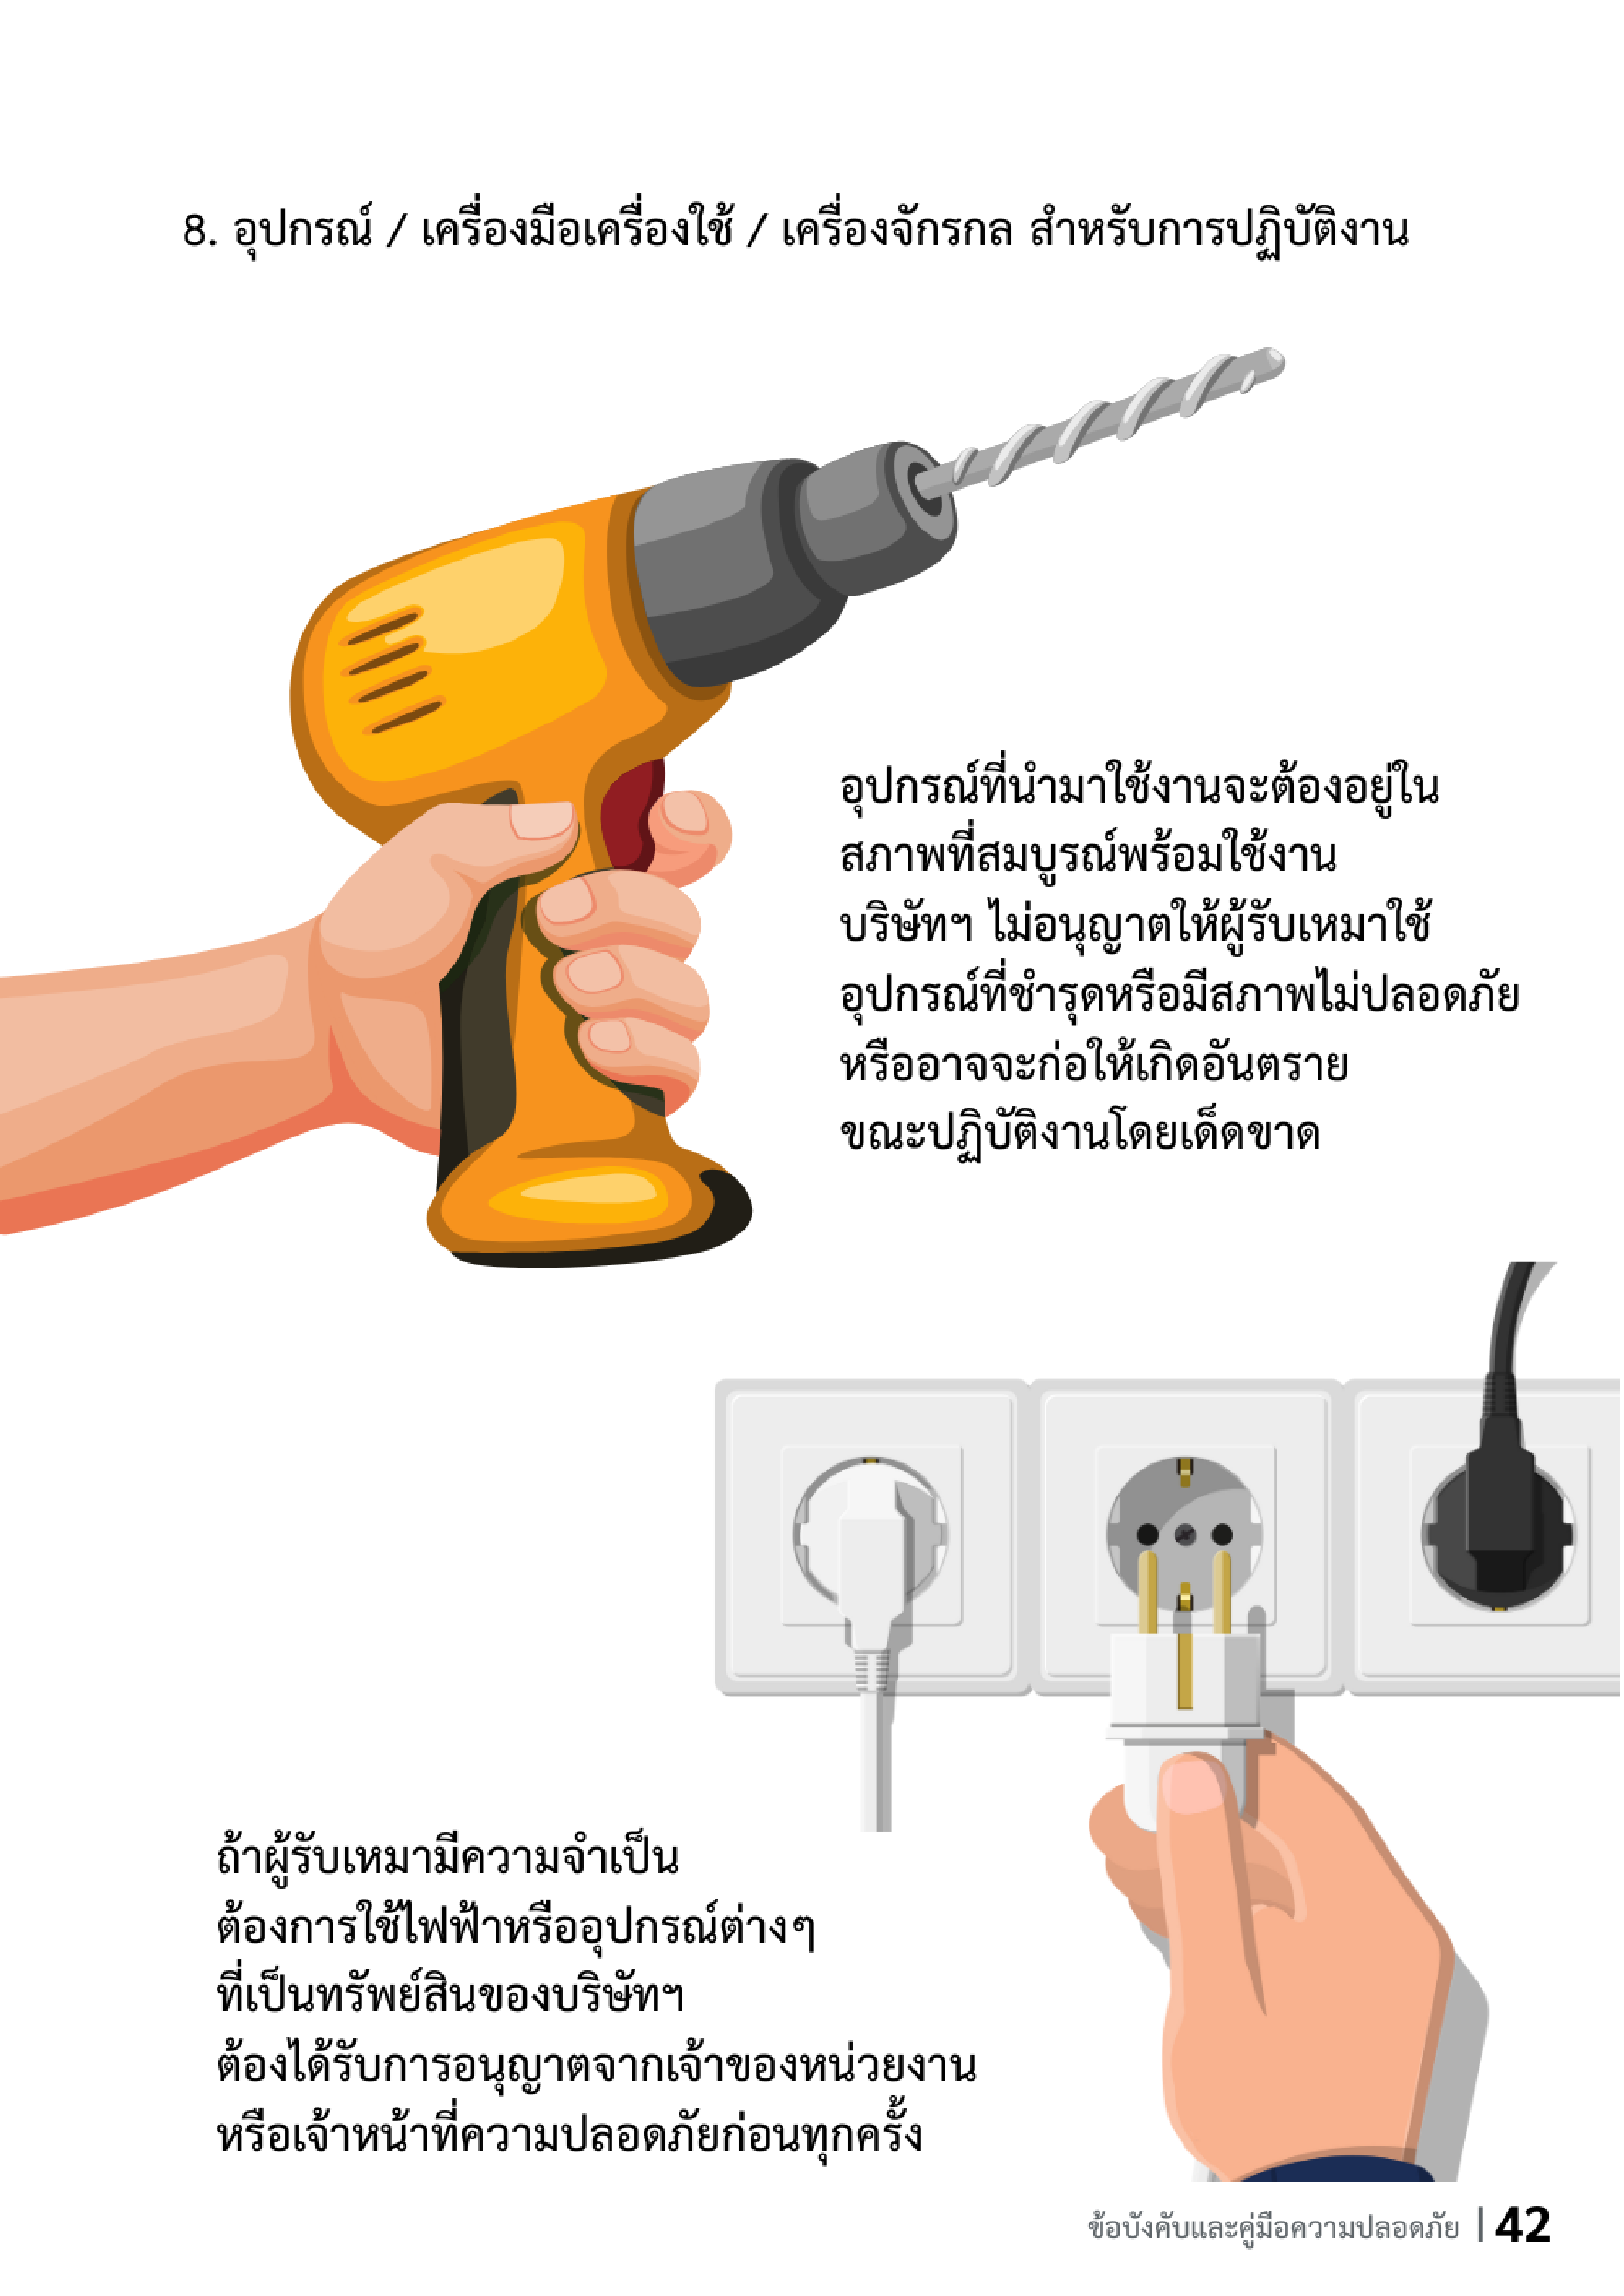 8. อุปกรณ์ / เครื่องมือเครื่องใช้ / เครื่องจักรกล สำหรับการปฏิบัติงาน
อุปกรณ์ที่นำมาใช้งานจะต้องอยู่ใน
สภาพที่สมบูรณ์พร้อมใช้งาน
บริษัทฯ ไม่อนุญาตให้ผู้รับเหมาใช้
อุปกรณ์ที่ชำรุดหรือมีสภาพไม่ปลอดภัย
หรืออาจจะก่อให้เกิดอันตราย
ขณะปฏิบัติงานโดยเด็ดขาด
ถ้าผู้รับเหมามีความจำเป็น
ต้องการใช้ไฟฟ้าหรืออุปกรณ์ต่างๆ
ที่เป็นทรัพย์สินของบริษัทฯ
ต้องได้รับการอนุญาตจากเจ้าของหน่วยงาน
หรือเจ้าหน้าที่ความปลอดภัยก่อนทุกครั้ง
ข้อบังคับและคู่มือความปลอดภัย | 42